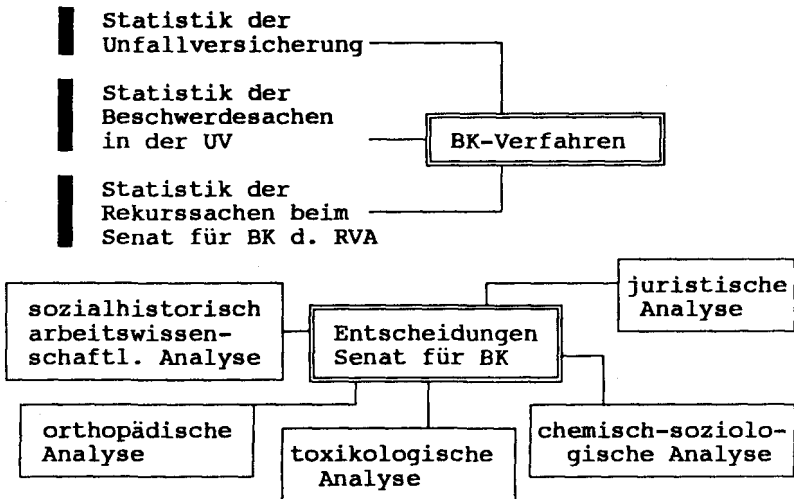 Statistik der
Unfallversicherung
Statistik der
Beschwerdesachen
in der UV
BK-Verfahren
Statistik der
Rekurssachen beim
Senat für BK d. RVA
juristische
Analyse
sozialhistorisch
arbeitswissen-
schaftl. Analyse
Entscheidungen
Senat für BK
orthopädische
Analyse
toxikologische
Analyse
chemisch-soziolo-
gische Analyse